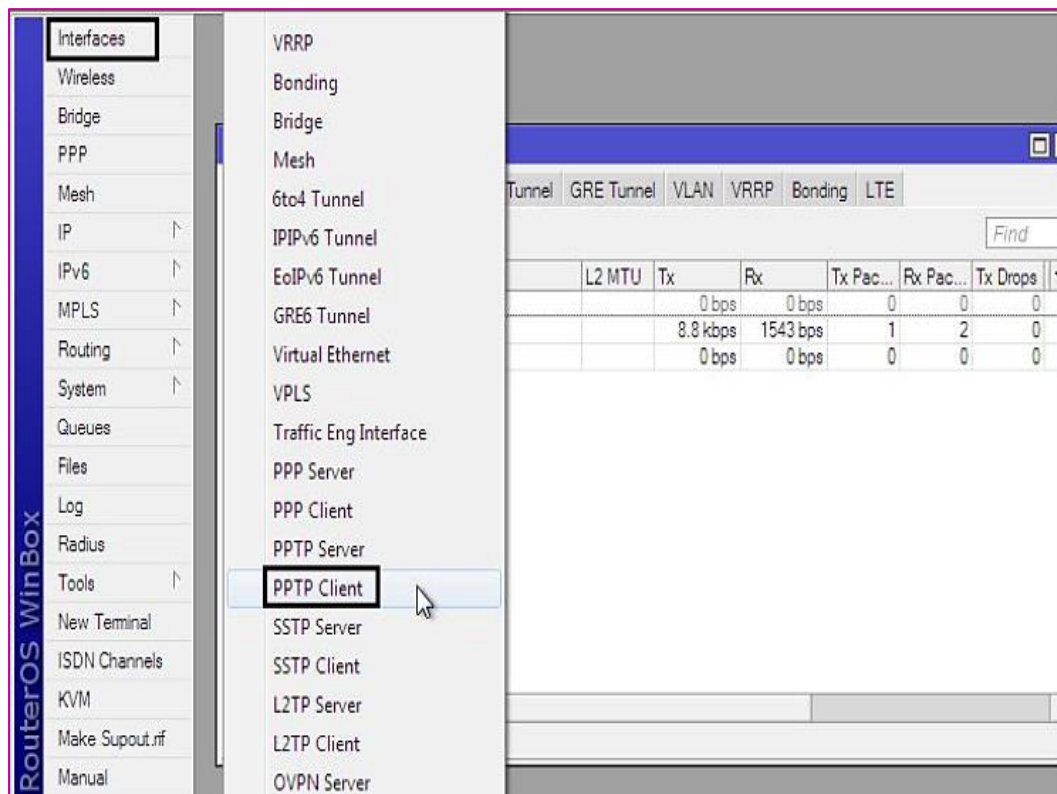 Interfaces
Wireless
Bridge
PPP
Mesh
IP
IPv6
MPLS
Routing
System
Queues
Files
Log
Radius
Tools
New Terminal
ISDN Channels
KVM
Make Supout.rif
Manual
RouterOS WinBox
VRRP
Bonding
Bridge
Mesh
6to4 Tunnel
IPIPv6 Tunnel
EoIPv6 Tunnel
GRE6 Tunnel
Virtual Ethernet
VPLS
Traffic Eng Interface
PPP Server
PPP Client
PPTP Server
PPTP Client
SSTP Server
SSTP Client
L2TP Server
L2TP Client
OVPN Server
Tunnel GRE Tunnel VLAN VRRP Bonding LTE
Find
L2 MTU Tx Rx Tx Pac... Rx Pac... Tx Drops
0 bps 0 bps 0 0 0
8.8 kbps 1543 bps 1 2 0
0 bps 0 bps 0 0 0